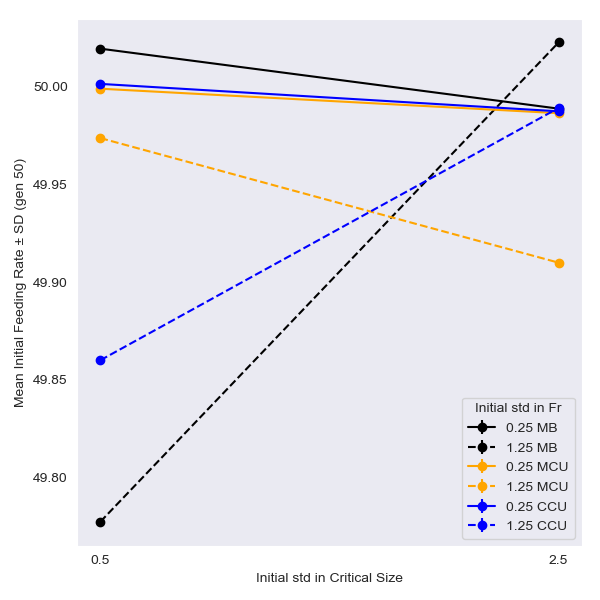 50.00
49.95
49.90
49.85
49.80
Mean Initial Feeding Rate ± SD (gen 50)
0.5
2.5
Initial std in Critical Size
Initial std in Fr
0.25 MB
1.25 MB
0.25 MCU
1.25 MCU
0.25 CCU
1.25 CCU